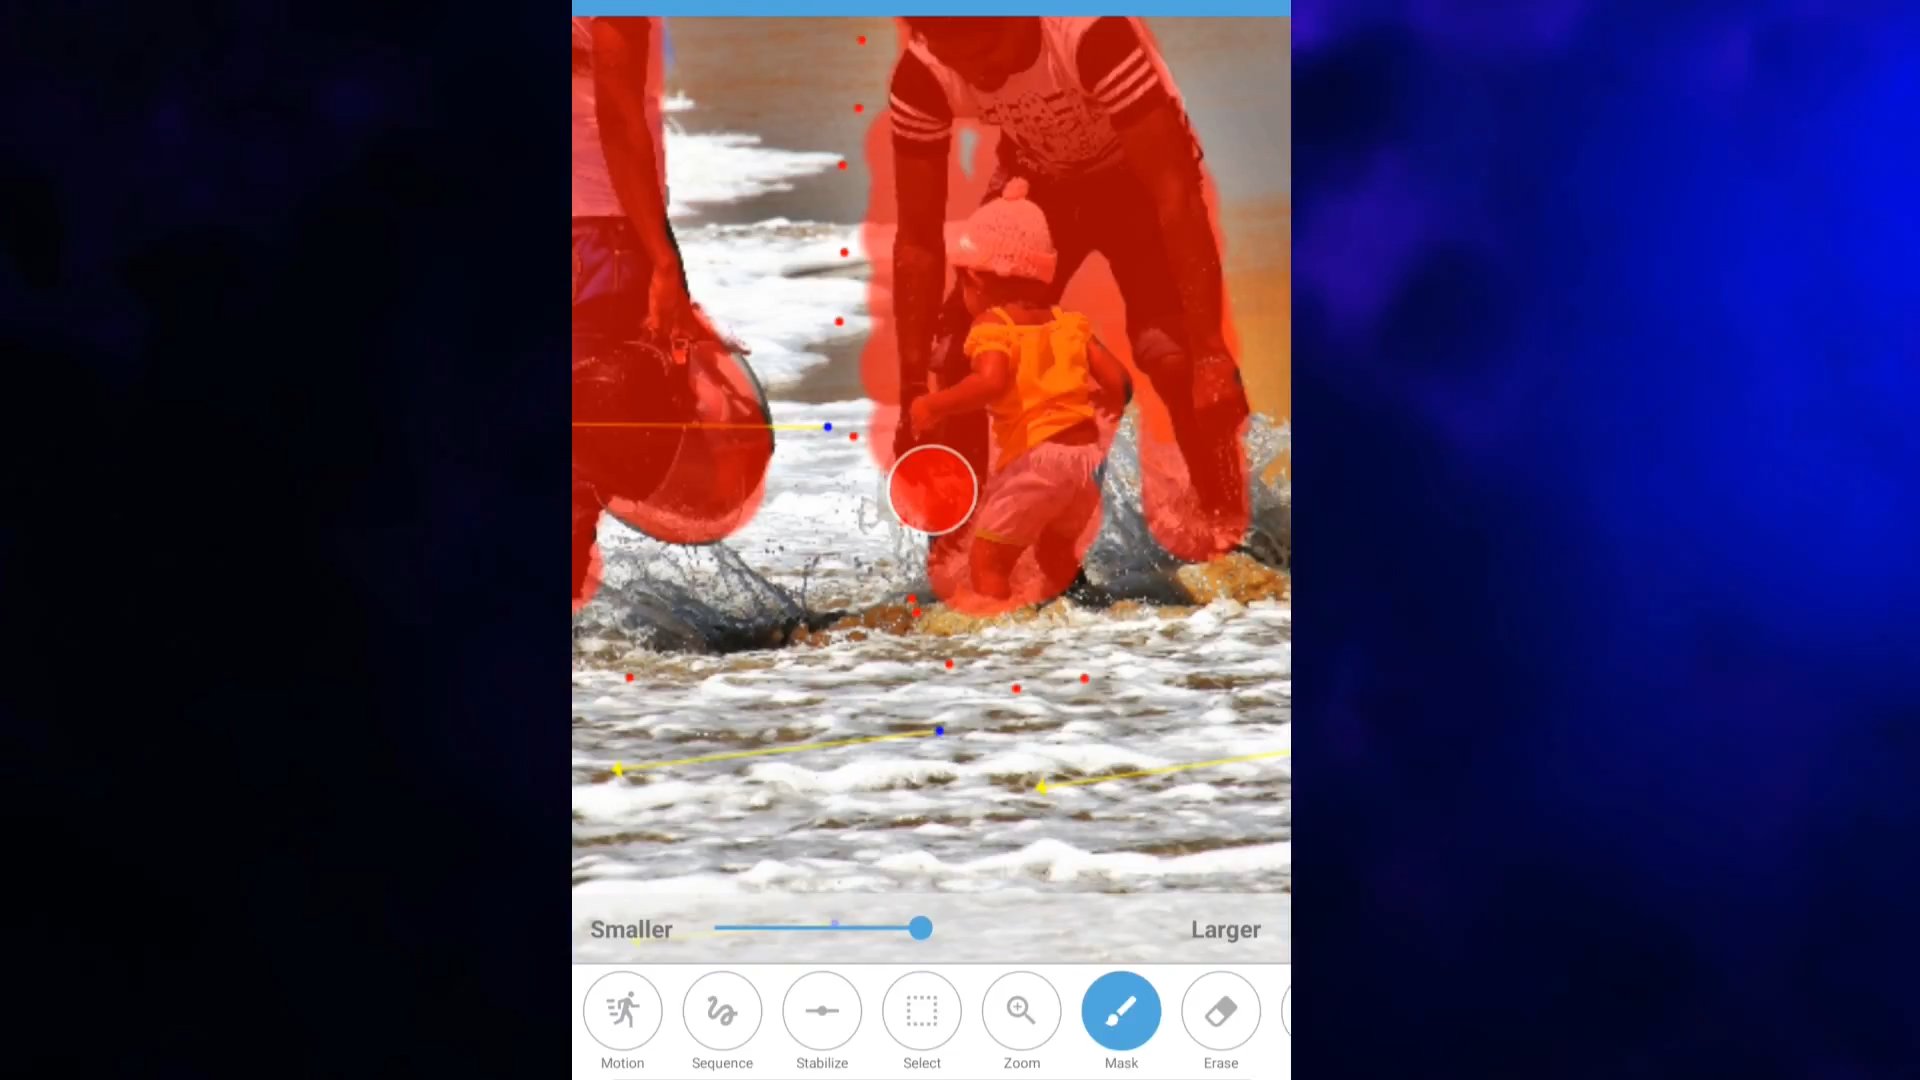 Smaller
Larger
Motion
Sequence
Stabilize
Select
Zoom
Mask
Erase